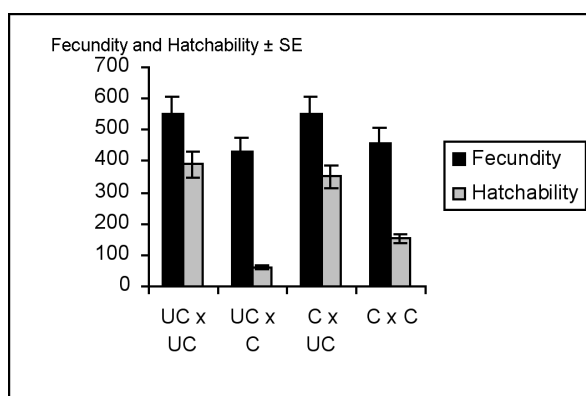 Fecundity and Hatchability ± SE
700
600
500
400
300
200
100
0
UC x
UC
UC x
C
C x
UC
C x C
Fecundity
Hatchability